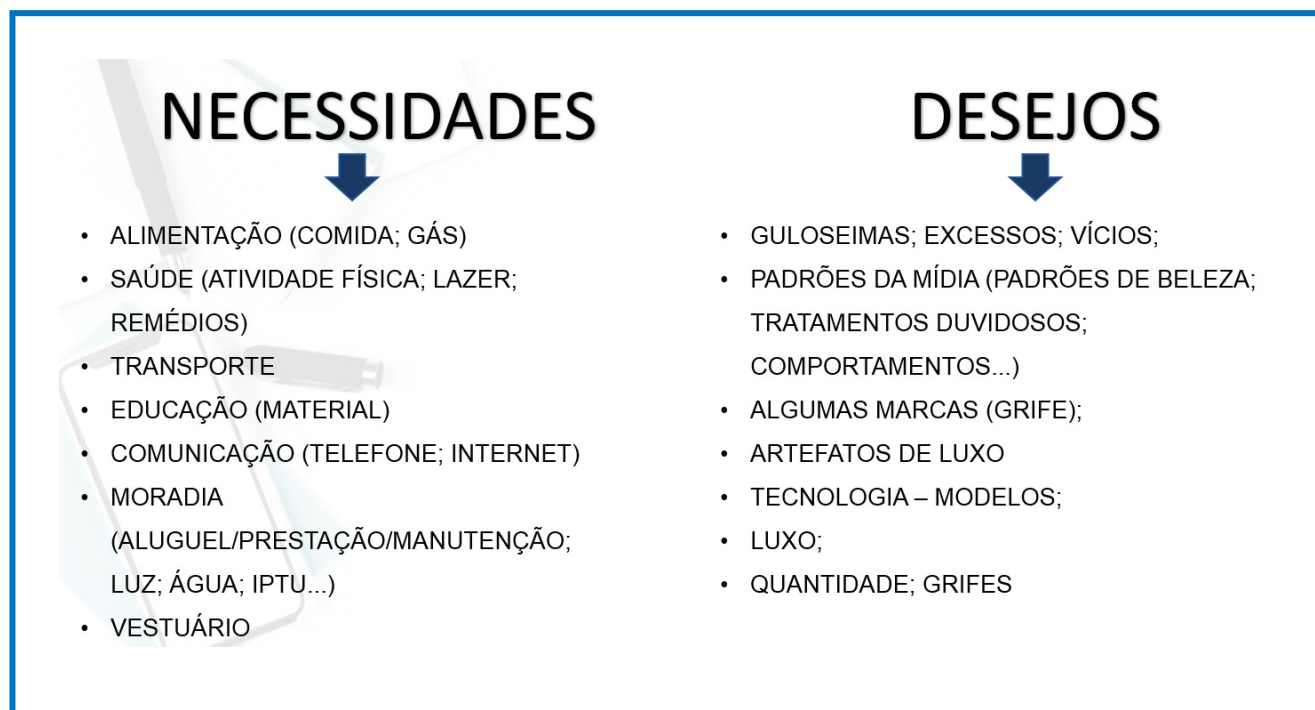 NECESSIDADES
• ALIMENTAÇÃO (COMIDA; GÁS)
• SAÚDE (ATIVIDADE FÍSICA; LAZER;
REMÉDIOS)
• TRANSPORTE
• EDUCAÇÃO (MATERIAL)
• COMUNICAÇÃO (TELEFONE; INTERNET)
• MORADIA
(ALUGUEL/PRESTAÇÃO/MANUTENÇÃO;
LUZ; ÁGUA; IPTU...)
• VESTUÁRIO
DESEJOS
• GULOSEIMAS; EXCESSOS; VÍCIOS;
• PADRÕES DA MÍDIA (PADRÕES DE BELEZA;
TRATAMENTOS DUVIDOSOS;
COMPORTAMENTOS...)
• ALGUMAS MARCAS (GRIFE);
• ARTEFATOS DE LUXO
• TECNOLOGIA – MODELOS;
• LUXO;
• QUANTIDADE; GRIFES